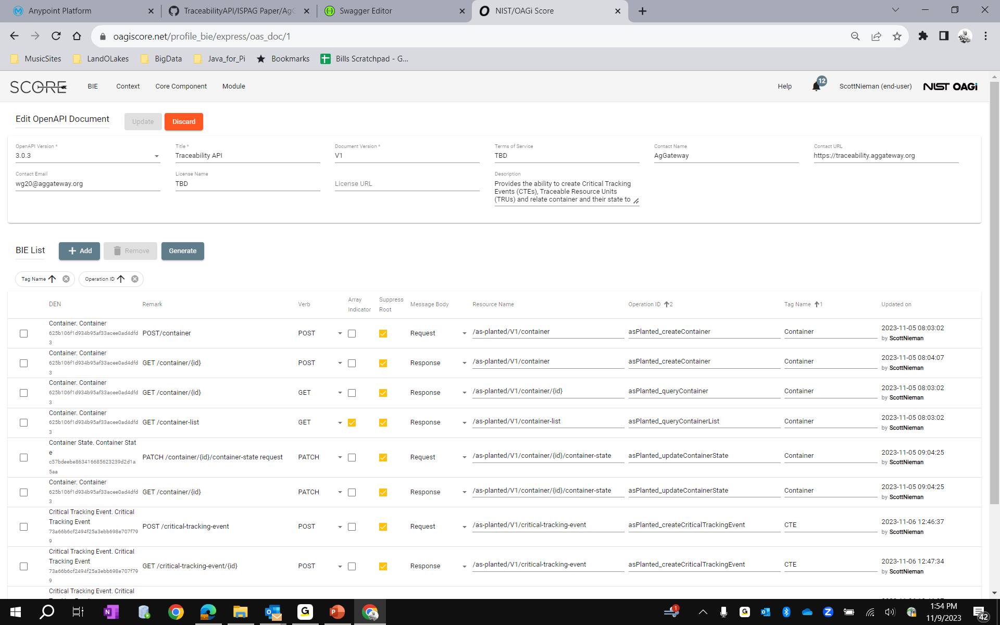 Anypoint Platform
TraceabilityAPI/ISPAG Paper/AgG
Swagger Editor
NIST/OAGi Score
oagiscore.net/profile_bie/express/oas_doc/1
MusicSites LandOLakes BigData Java_for_Pi Bookmarks Bills Scratchpad - G...
SCORE BIE Context Core Component Module Help 12 ScottNieman (end-user) NIST OAGi
Edit OpenAPI Document Update Discard
OpenAPI Version * Title * Document Version * Terms of Service Contact Name Contact URL
3.0.3 Traceability API V1 TBD AgGateway https://traceability.aggateway.org
Contact Email License Name Description
wg20@aggateway.org TBD License URL Provides the ability to create Critical Tracking
Events (CTEs), Traceable Resource Units
(TRUs) and relate container and their state to
BIE List Add Remove Generate
Tag Name Operation ID
DEN Remark Verb Array Indicator Suppress Root Message Body Resource Name Operation ID 2 Tag Name 1 Updated on
Container. Container
625b106f1d934b95af33acee0ad4dfd
3
POST/container POST Request /as-planted/V1/container asPlanted_createContainer Container 2023-11-05 08:03:02
by ScottNieman
Container. Container
625b106f1d934b95af33acee0ad4dfd
3
GET /container/{id} POST Response /as-planted/V1/container asPlanted_createContainer Container 2023-11-05 08:04:07
by ScottNieman
Container. Container
625b106f1d934b95af33acee0ad4dfd
3
GET /container/{id} GET Response /as-planted/V1/container/{id} asPlanted_queryContainer Container 2023-11-05 08:03:02
by ScottNieman
Container. Container
625b106f1d934b95af33acee0ad4dfd
3
GET /container-list GET Response /as-planted/V1/container-list asPlanted_queryContainerList Container 2023-11-05 08:03:02
by ScottNieman
Container State. Container Stat
e
c57bdeebe863416685623239d2d1a
5aa
PATCH /container/{id}/container-state request PATCH Request /as-planted/V1/container/{id}/container-state asPlanted_updateContainerState Container 2023-11-05 09:04:25
by ScottNieman
Container. Container
625b106f1d934b95af33acee0ad4dfd
3
GET /container/{id} PATCH Response /as-planted/V1/container/{id}/container-state asPlanted_updateContainerState Container 2023-11-05 09:04:25
by ScottNieman
Critical Tracking Event. Critical
Tracking Event
73a66b6cf2494f25a3ebb698e707f79
9
POST /critical-tracking-event POST Request /as-planted/V1/critical-tracking-event asPlanted_createCriticalTrackingEvent CTE 2023-11-06 12:46:37
by ScottNieman
Critical Tracking Event. Critical
Tracking Event
73a66b6cf2494f25a3ebb698e707f79
9
GET /critical-tracking-event/{id} POST Response /as-planted/V1/critical-tracking-event asPlanted_createCriticalTrackingEvent CTE 2023-11-06 12:47:34
by ScottNieman
Critical Tracking Event. Critical
1
1:54 PM
11/9/2023
42